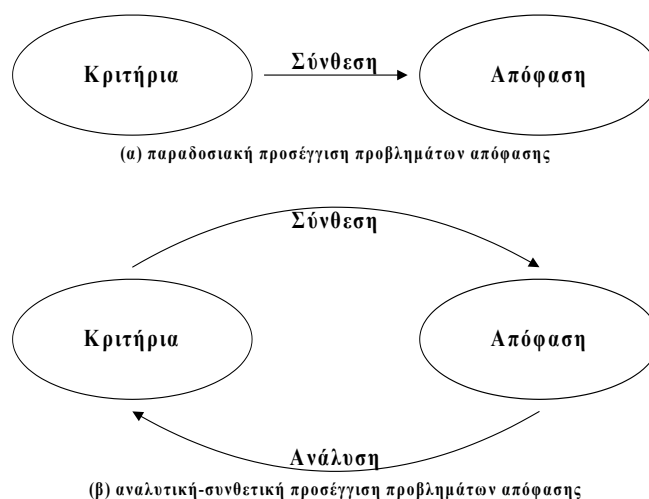 Κριτήρια
Σύνθεση
Απόφαση
(α) παραδοσιακή προσέγγιση προβλημάτων απόφασης
Σύνθεση
Κριτήρια
Απόφαση
Ανάλυση
(β) αναλυτική-συνθετική προσέγγιση προβλημάτων απόφασης